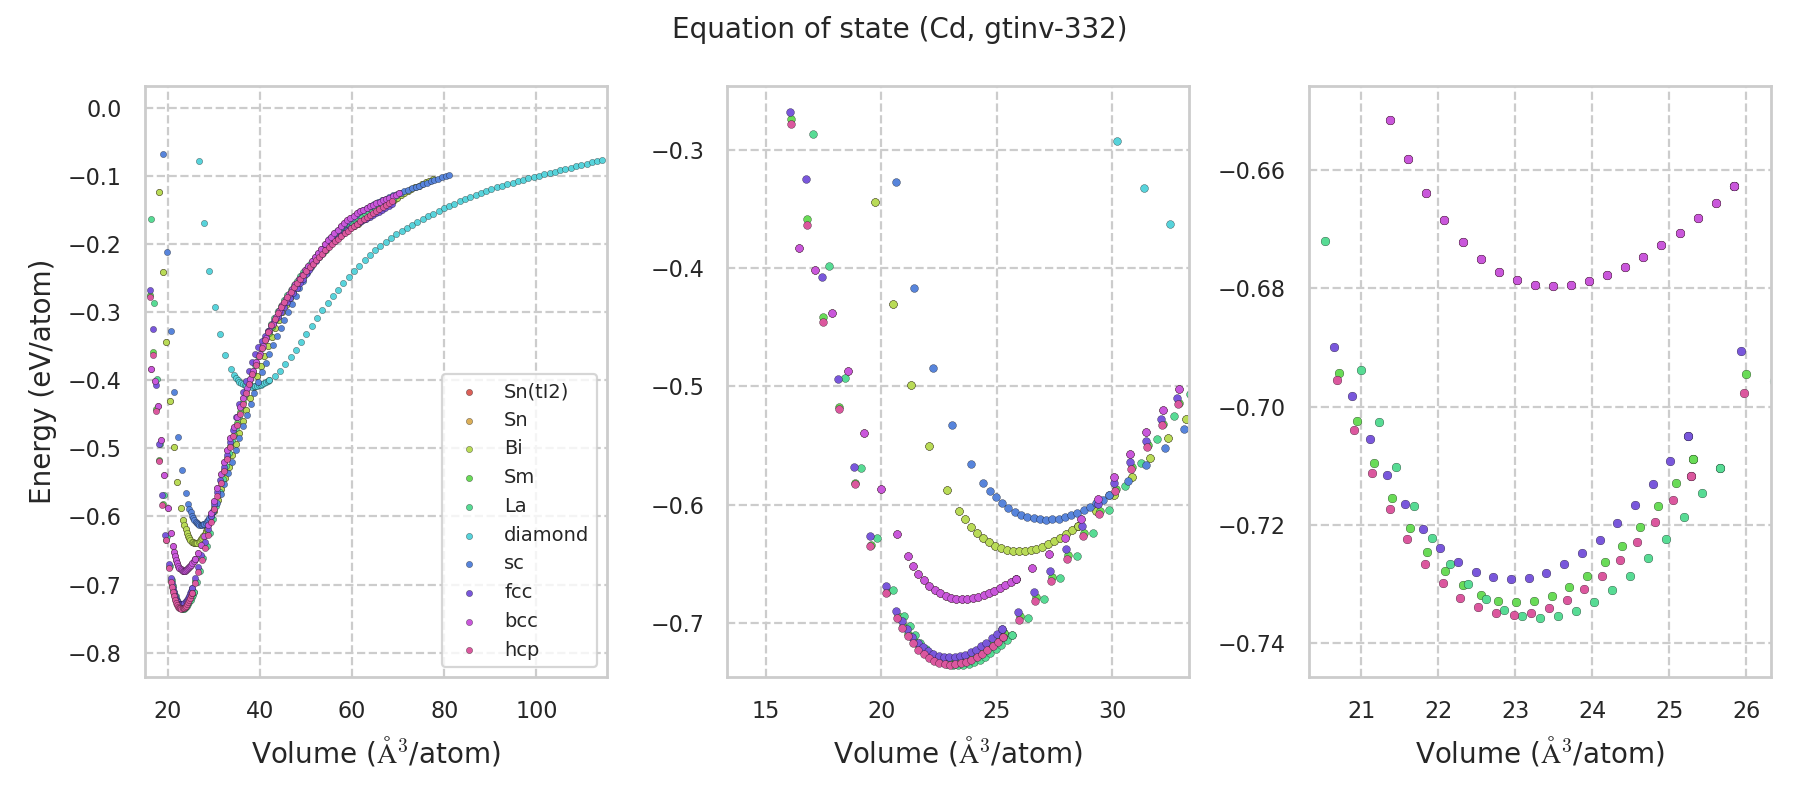 Equation of state (Cd, gtinv-332)
Energy (eV/atom)
0.0
−0.1
−0.2
−0.3
−0.4
−0.5
−0.6
−0.7
−0.8
20 40 60 80 100
Volume (Å³/atom)
Sn(tI2)
Sn
Bi
Sm
La
diamond
sc
fcc
bcc
hcp
−0.3
−0.4
−0.5
−0.6
−0.7
15 20 25 30
Volume (Å³/atom)
−0.66
−0.68
−0.70
−0.72
−0.74
21 22 23 24 25 26
Volume (Å³/atom)